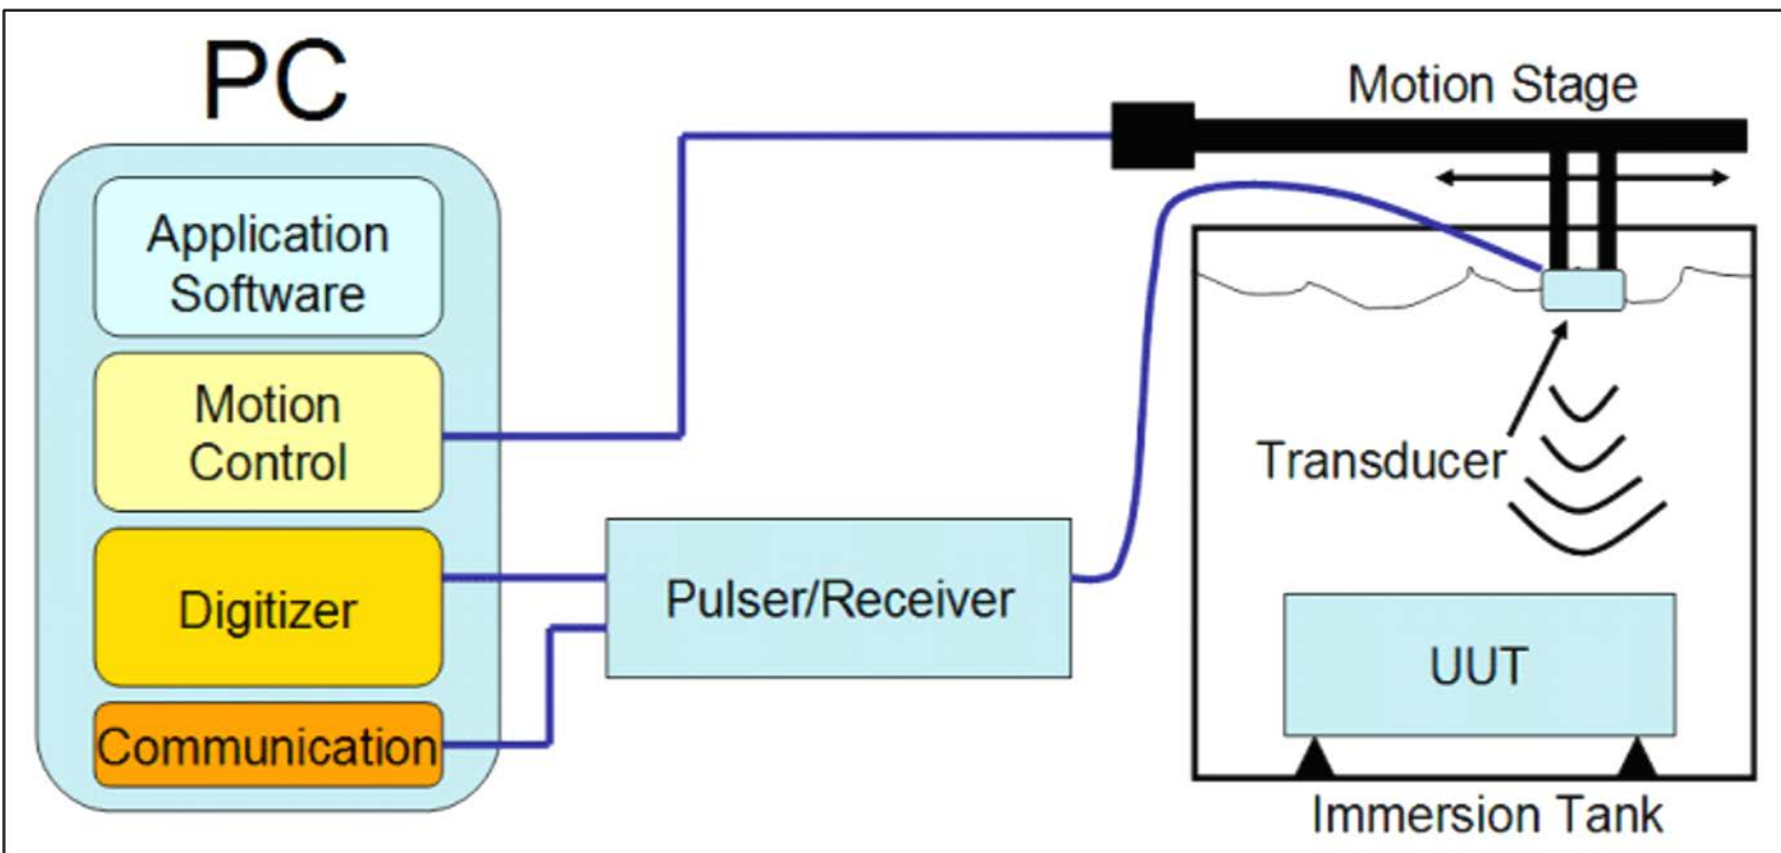 PC
Application
Software
Motion
Control
Digitizer
Communication
Pulser/Receiver
Motion Stage
Transducer
UUT
Immersion Tank